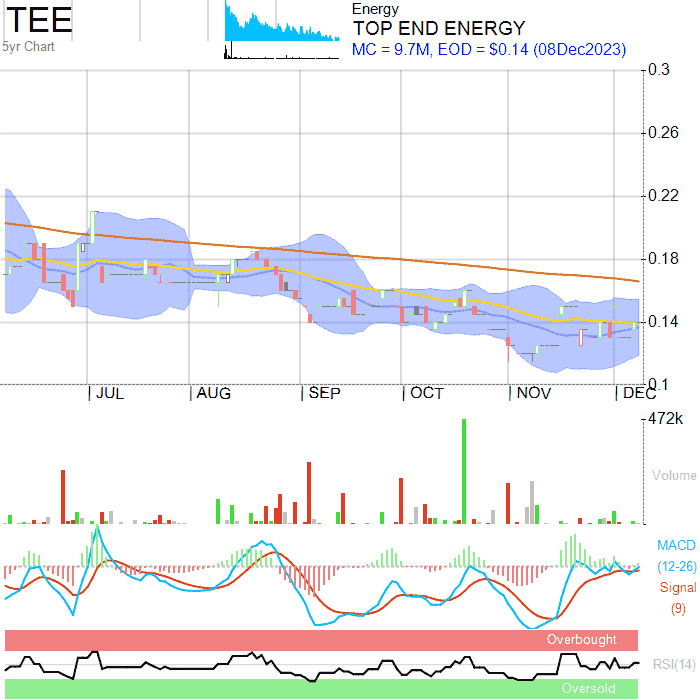 TEE
5yr Chart
Energy
TOP END ENERGY
MC = 9.7M, EOD = $0.14 (08Dec2023)
0.3
0.26
0.22
0.18
0.14
0.1
JUL
AUG
SEP
OCT
NOV
DEC
472k
Volume
MACD
(12-26)
Signal
(9)
Overbought
RSI(14)
Oversold